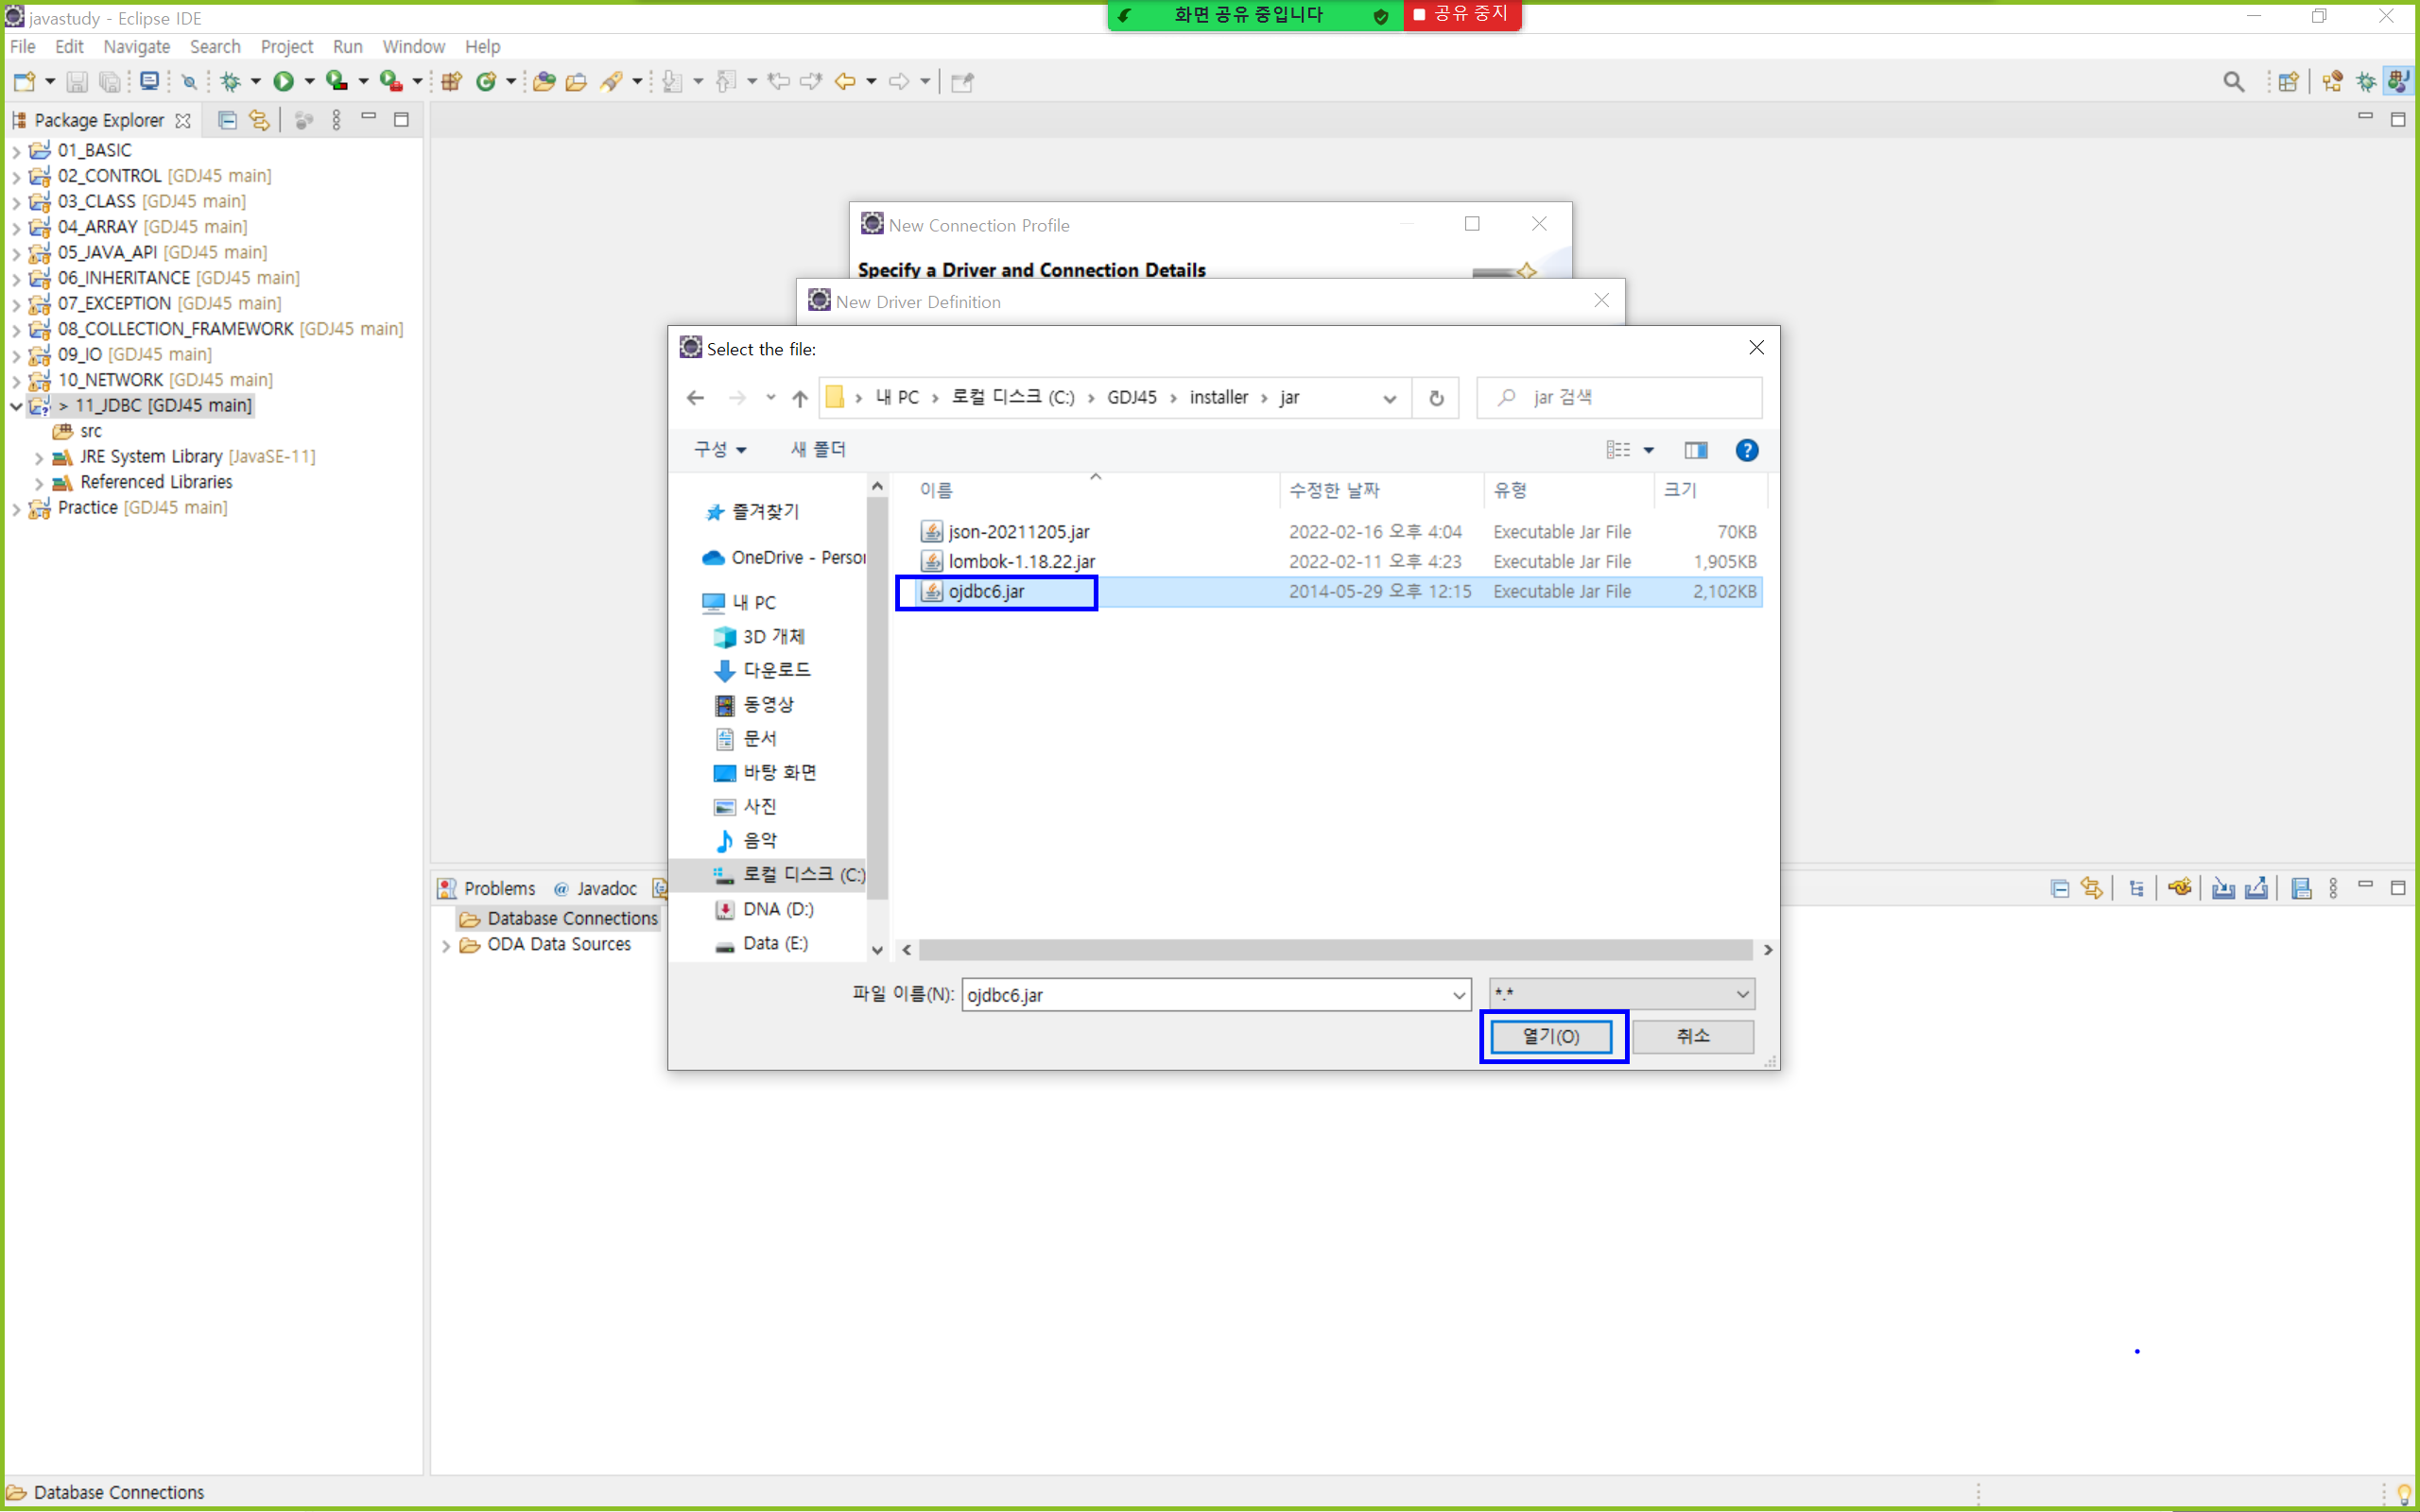 javastudy - Eclipse IDE
화면 공유 중입니다
공유 중지
File Edit Navigate Search Project Run Window Help
Package Explorer
01_BASIC
02_CONTROL [GDJ45 main]
03_CLASS [GDJ45 main]
04_ARRAY [GDJ45 main]
05_JAVA_API [GDJ45 main]
06_INHERITANCE [GDJ45 main]
07_EXCEPTION [GDJ45 main]
08_COLLECTION_FRAMEWORK [GDJ45 main]
09_IO [GDJ45 main]
10_NETWORK [GDJ45 main]
> 11_JDBC [GDJ45 main]
src
JRE System Library [JavaSE-11]
Referenced Libraries
Practice [GDJ45 main]
New Connection Profile
Specify a Driver and Connection Details
New Driver Definition
Select the file:
내 PC > 로컬 디스크 (C:) > GDJ45 > installer > jar
jar 검색
구성 새 폴더
즐겨찾기
OneDrive - Person
내 PC
3D 개체
다운로드
동영상
문서
바탕 화면
사진
음악
로컬 디스크 (C:)
DNA (D:)
Data (E:)
이름 수정한 날짜 유형 크기
json-20211205.jar 2022-02-16 오후 4:04 Executable Jar File 70KB
lombok-1.18.22.jar 2022-02-11 오후 4:23 Executable Jar File 1,905KB
ojdbc6.jar 2014-05-29 오후 12:15 Executable Jar File 2,102KB
파일 이름(N): ojdbc6.jar *.*
열기(O) 취소
Problems @ Javadoc
Database Connections
ODA Data Sources
Database Connections